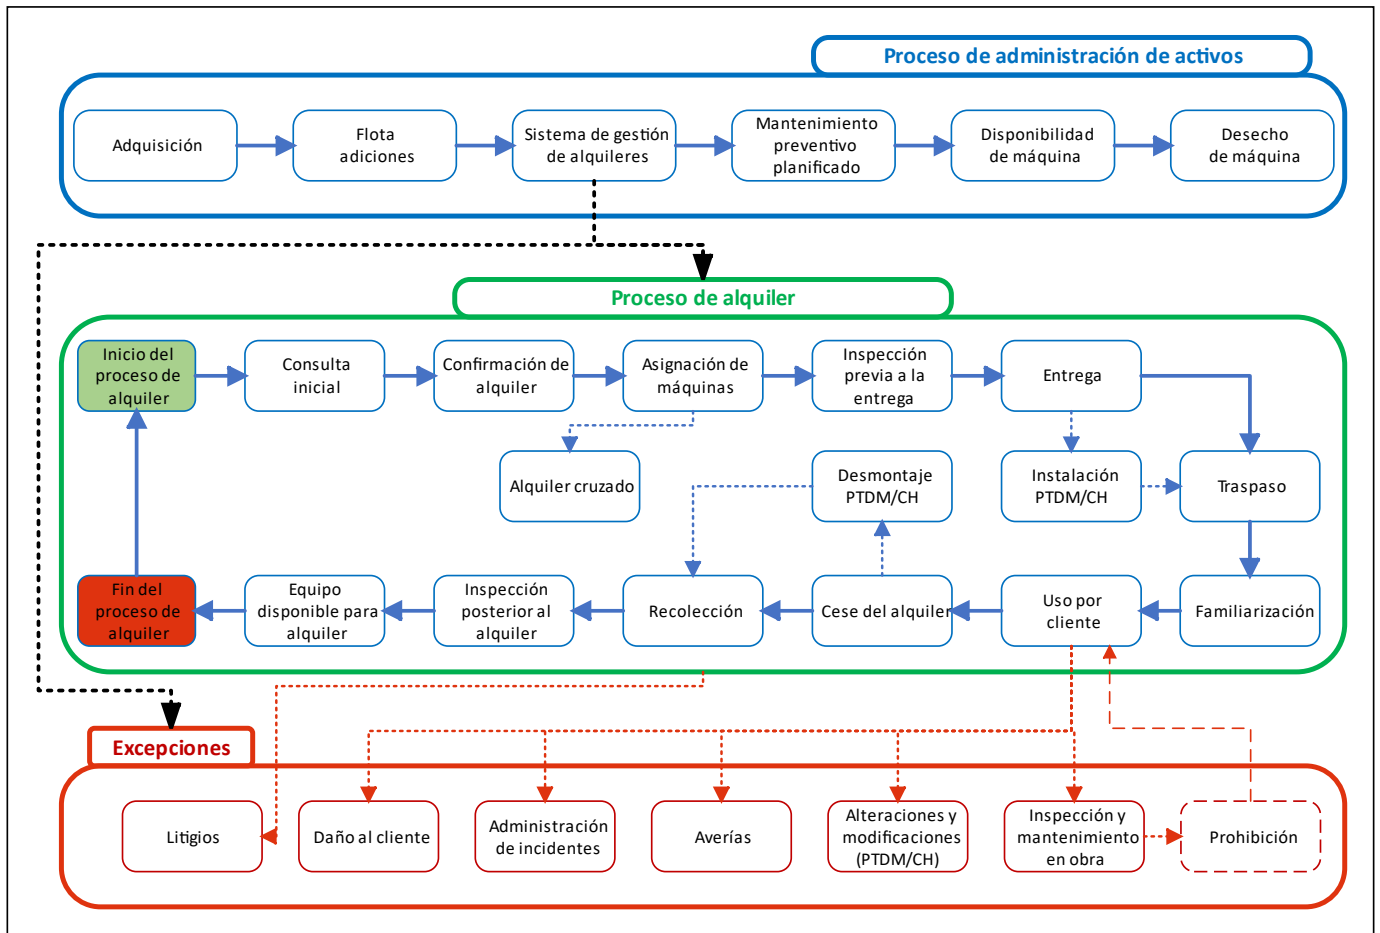 Proceso de administración de activos
Adquisición
Flota
adiciones
Sistema de gestión
de alquileres
Mantenimiento
preventivo
planificado
Disponibilidad
de máquina
Desecho
de máquina
Proceso de alquiler
Inicio del
proceso de
alquiler
Consulta
inicial
Confirmación de
alquiler
Asignación de
máquinas
Inspección
previa a la
entrega
Entrega
Alquiler cruzado
Desmontaje
PTDM/CH
Instalación
PTDM/CH
Traspaso
Fin del
proceso de
alquiler
Equipo
disponible para
alquiler
Inspección
posterior al
alquiler
Recolección
Cese del alquiler
Uso por
cliente
Familiarización
Excepciones
Litigios
Daño al cliente
Administración
de incidentes
Averías
Alteraciones y
modificaciones
(PTDM/CH)
Inspección y
mantenimiento
en obra
Prohibición